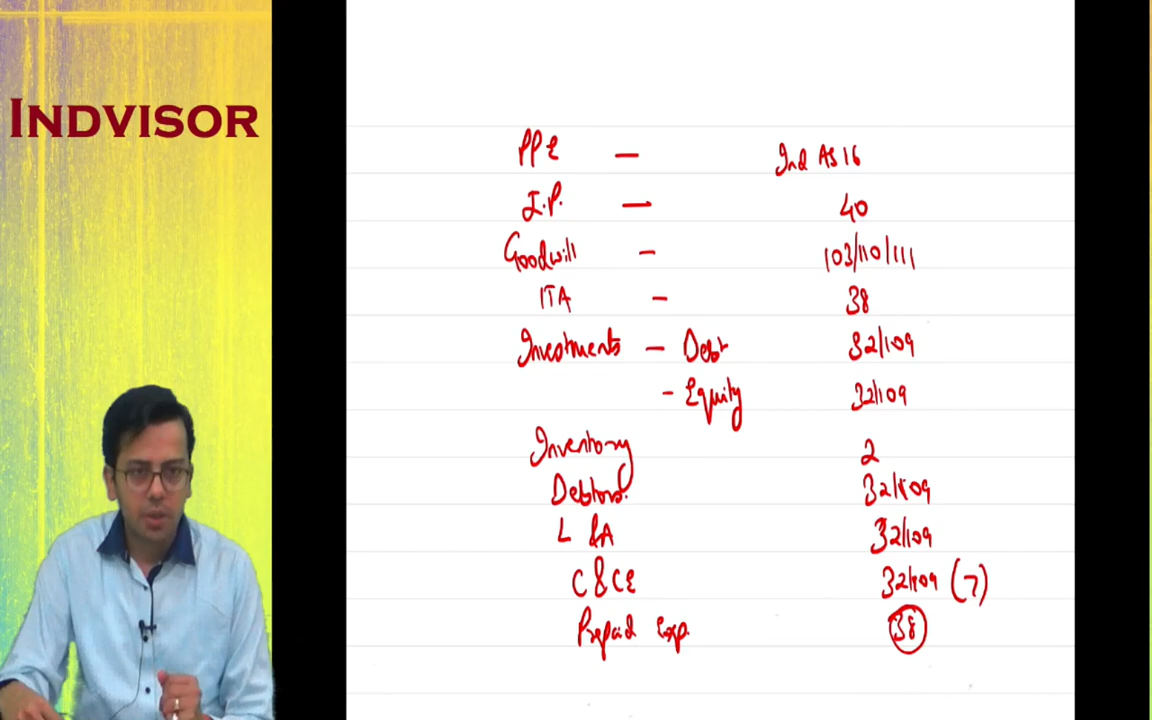 INDVISOR
PPE — Ind AS 16
I.P. — 40
Goodwill - 103/110/111
ITA - 38
Investments - Debt 32/109
- Equity 32/109
Inventory 2
Debtors. 32/109
L &A 32/109
C & CE 32/109 (7)
Prepaid Exp. 38